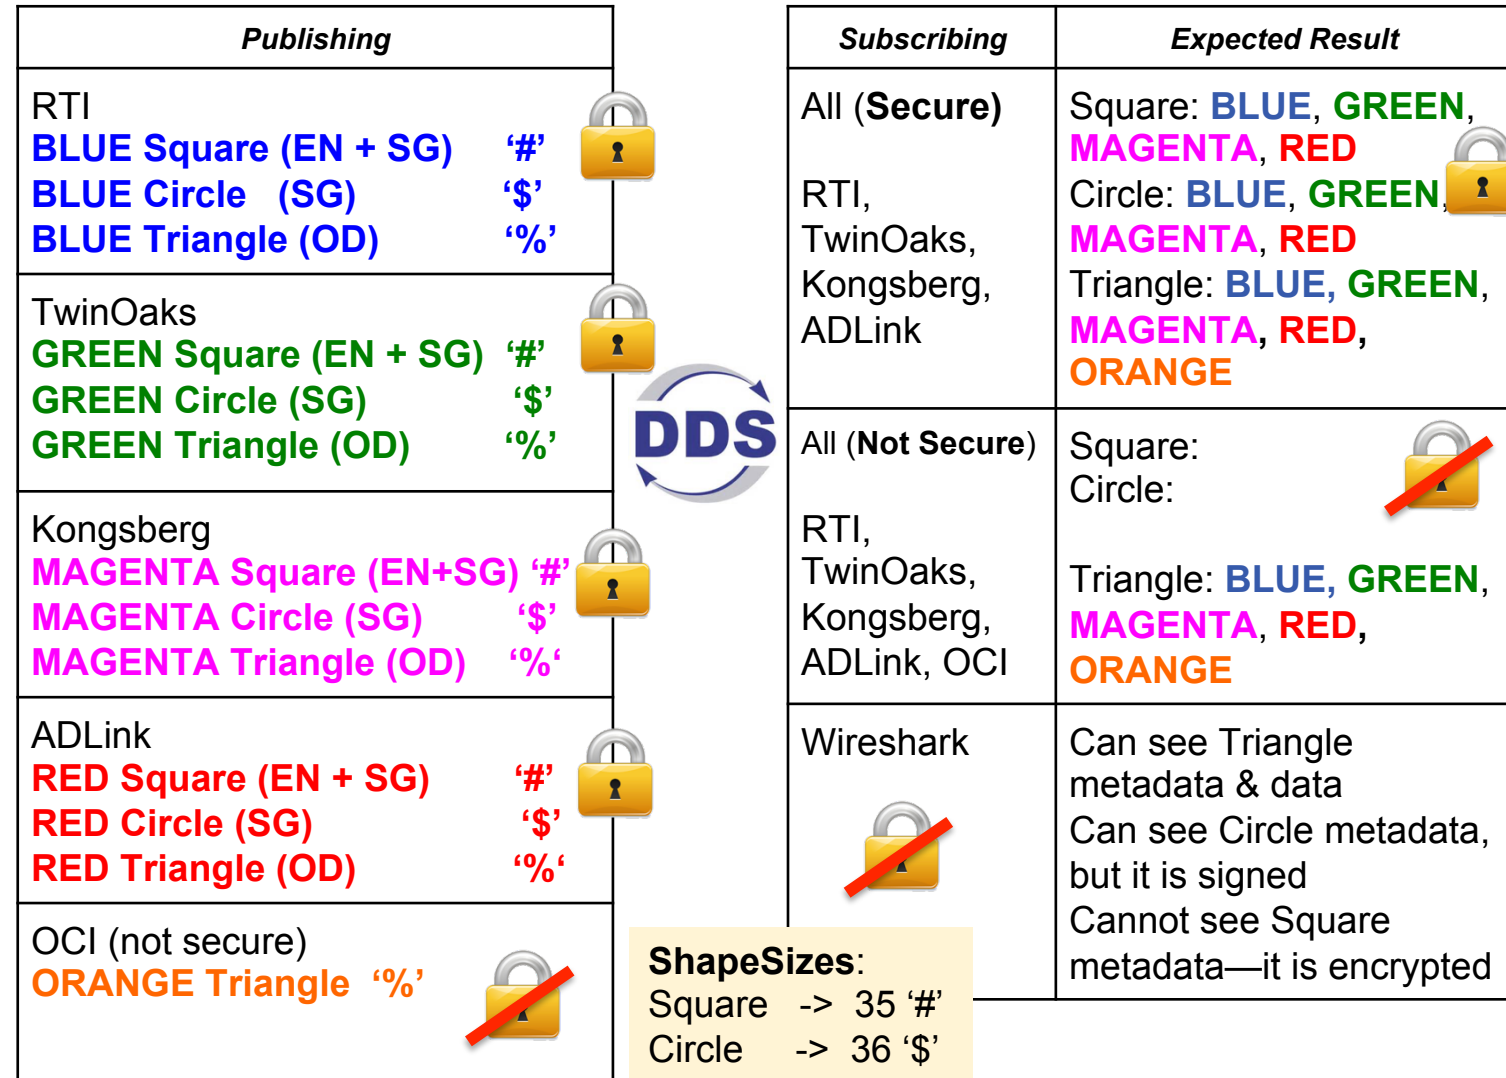 Publishing
RTI
BLUE Square (EN + SG) ‘#’
BLUE Circle (SG) ‘$’
BLUE Triangle (OD) ‘%’
TwinOaks
GREEN Square (EN + SG) ‘#’
GREEN Circle (SG) ‘$’
GREEN Triangle (OD) ‘%’
Kongsberg
MAGENTA Square (EN+SG) ‘#’
MAGENTA Circle (SG) ‘$’
MAGENTA Triangle (OD) ‘%‘
ADLink
RED Square (EN + SG) ‘#’
RED Circle (SG) ‘$’
RED Triangle (OD) ‘%‘
OCI (not secure)
ORANGE Triangle ‘%’
DDS
Subscribing
Expected Result
All (Secure)
RTI,
TwinOaks,
Kongsberg,
ADLink
Square: BLUE, GREEN,
MAGENTA, RED
Circle: BLUE, GREEN,
MAGENTA, RED
Triangle: BLUE, GREEN,
MAGENTA, RED,
ORANGE
All (Not Secure)
RTI,
TwinOaks,
Kongsberg,
ADLink, OCI
Square:
Circle:
Triangle: BLUE, GREEN,
MAGENTA, RED,
ORANGE
Wireshark
Can see Triangle
metadata & data
Can see Circle metadata,
but it is signed
Cannot see Square
metadata—it is encrypted
ShapeSizes:
Square -> 35 ‘#’
Circle -> 36 ‘$’